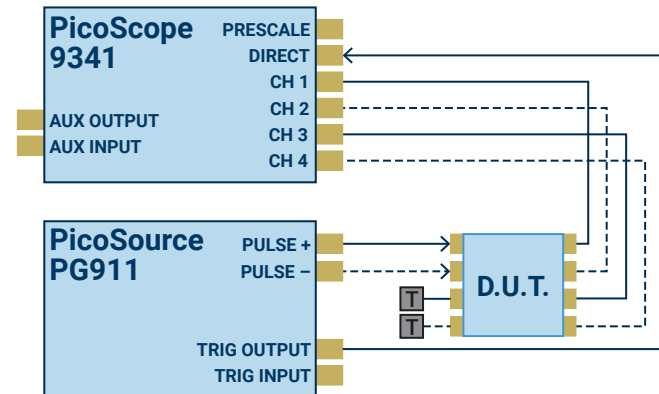 PicoScope
9341
PRESCALE
DIRECT
CH 1
CH 2
CH 3
CH 4
AUX OUTPUT
AUX INPUT
PicoSource
PG911
PULSE +
PULSE –
TRIG OUTPUT
TRIG INPUT
T
T
D.U.T.